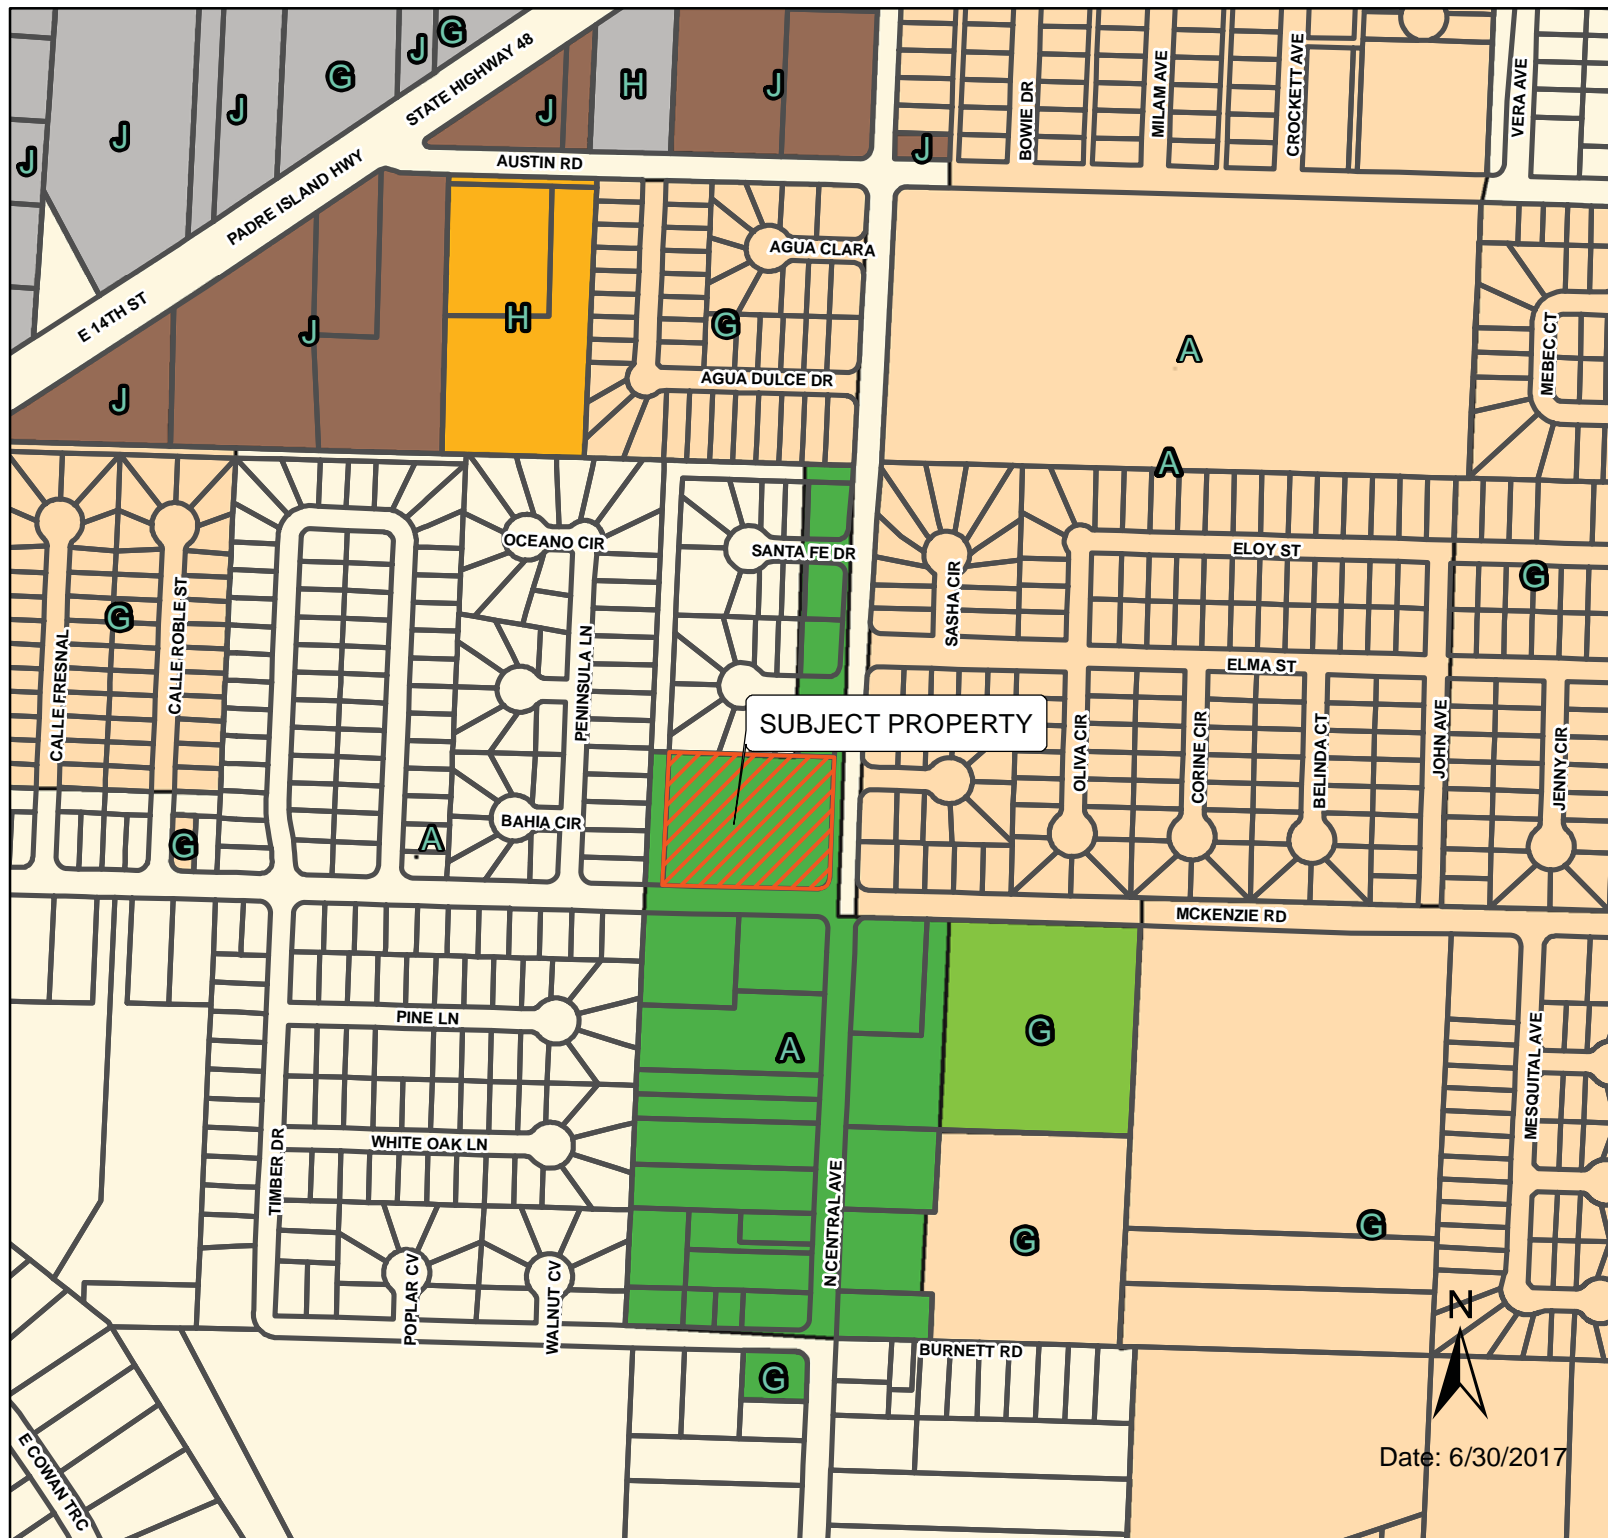 G
J
STATE HIGHWAY 48
G
J
H
J
J
J
J
BOWIE DR
MILAM AVE
CROCKETT AVE
VERA AVE
J
J
AUSTIN RD
PADRE ISLAND HWY
E 14TH ST
AGUA CLARA
H
G
J
A
MEBEC CT
AGUA DULCE DR
J
A
OCEANO CIR
SANTA FE DR
ELOY ST
G
SASHA CIR
G
CALLE FRESNAL
CALLE ROBLE ST
PENINSULA LN
ELMA ST
SUBJECT PROPERTY
OLIVIA CIR
CORINE CIR
BELINDA CT
JOHN AVE
JENNY CIR
BAHIA CIR
A
G
MCKENZIE RD
PINE LN
G
A
MESQUITAL AVE
WHITE OAK LN
TIMBER DR
N CENTRAL AVE
G
G
POPLAR CV
WALNUT CV
N
BURNETT RD
G
Date: 6/30/2017
E COWAN TRC